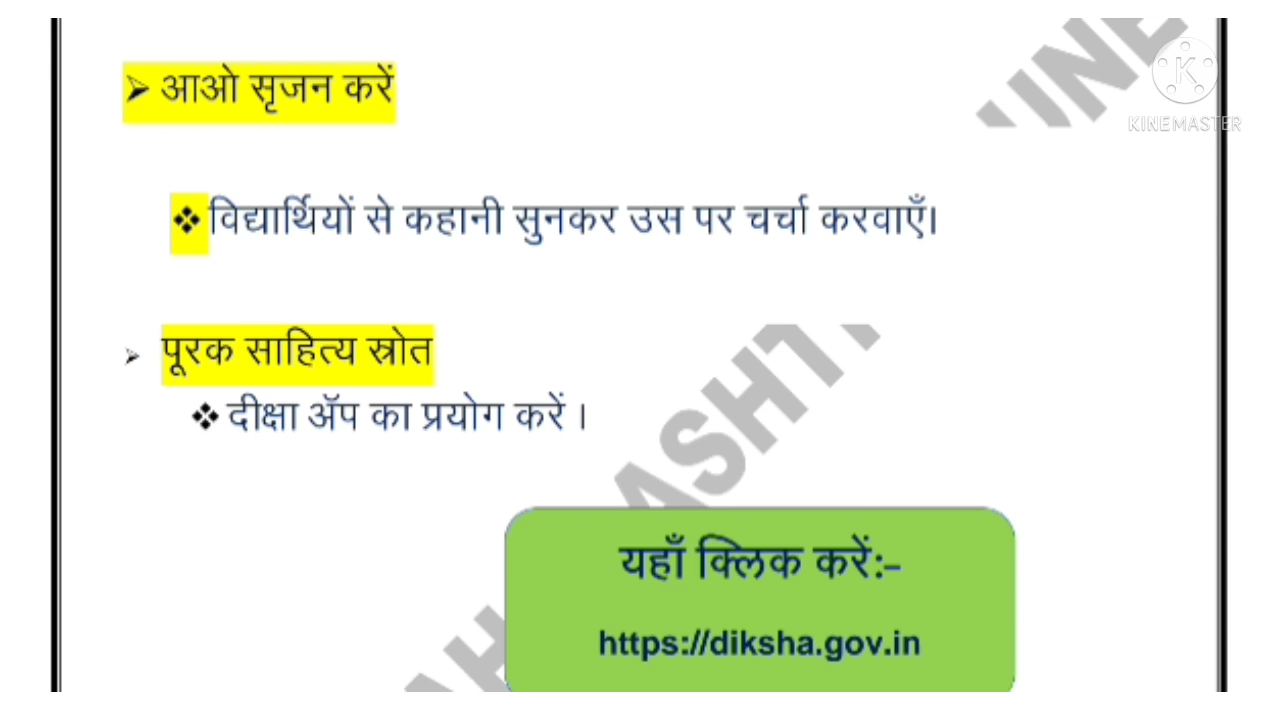 ➢ आओ सृजन करें
KINEMASTER
❖ विद्यार्थियों से कहानी सुनकर उस पर चर्चा करवाएँ।
➢ पूरक साहित्य स्रोत
❖ दीक्षा ॲप का प्रयोग करें ।
यहाँ क्लिक करें:-
https://diksha.gov.in